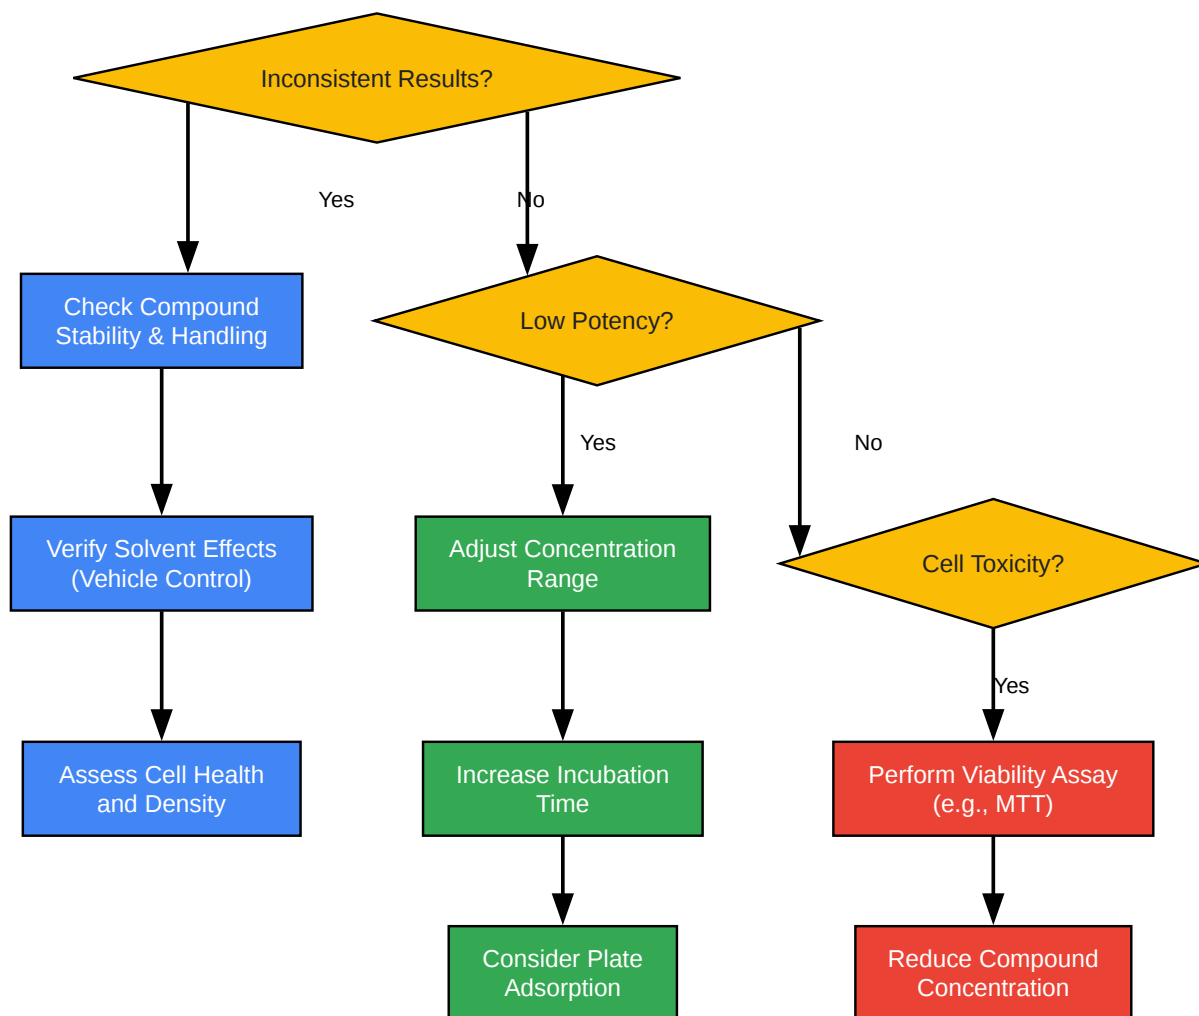 Inconsistent Results?
Yes
No
Check Compound
Stability & Handling
Low Potency?
Yes
No
Verify Solvent Effects
(Vehicle Control)
Adjust Concentration
Range
Cell Toxicity?
Yes
Assess Cell Health
and Density
Increase Incubation
Time
Perform Viability Assay
(e.g., MTT)
Consider Plate
Adsorption
Reduce Compound
Concentration